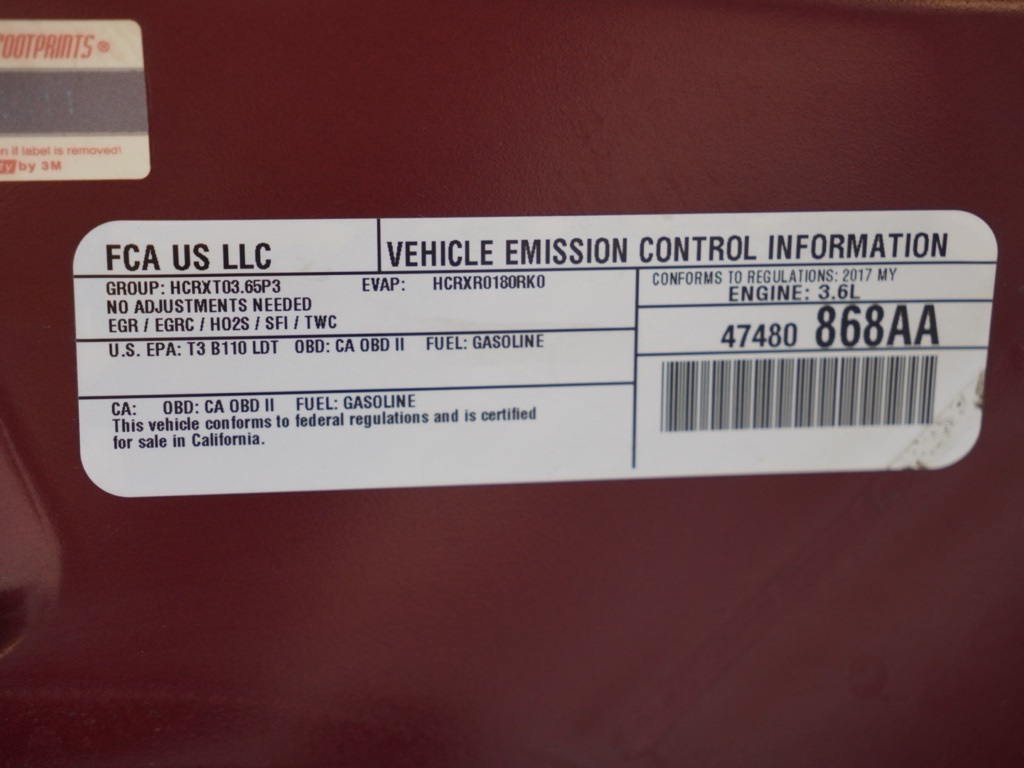 FOOTPRINTS®
n if label is removed!
by 3M
FCA US LLC
VEHICLE EMISSION CONTROL INFORMATION
GROUP: HCRXT03.65P3 EVAP: HCRXR0180RK0
NO ADJUSTMENTS NEEDED
EGR / EGRC / HO2S / SFI / TWC
CONFORMS TO REGULATIONS: 2017 MY
ENGINE: 3.6L
47480 868AA
U.S. EPA: T3 B110 LDT OBD: CA OBD II FUEL: GASOLINE
CA: OBD: CA OBD II FUEL: GASOLINE
This vehicle conforms to federal regulations and is certified
for sale in California.